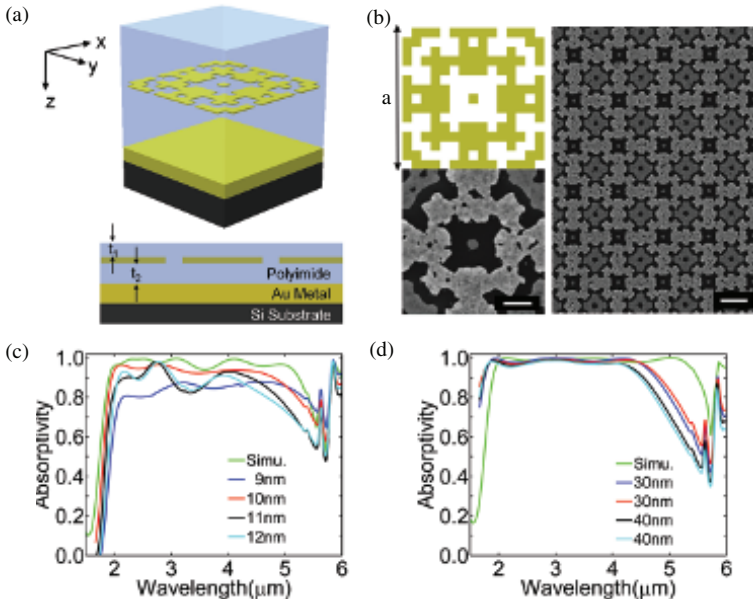 (a)
x
y
z
t₁
t₂
Polyimide
Au Metal
Si Substrate
(b)
a
(c)
Absorptivity
1.0
0.8
0.6
0.4
0.2
0.0
Simu.
9nm
10nm
11nm
12nm
2 3 4 5 6
Wavelength(μm)
(d)
Absorptivity
1.0
0.8
0.6
0.4
0.2
0.0
Simu.
30nm
30nm
40nm
40nm
2 3 4 5 6
Wavelength(μm)